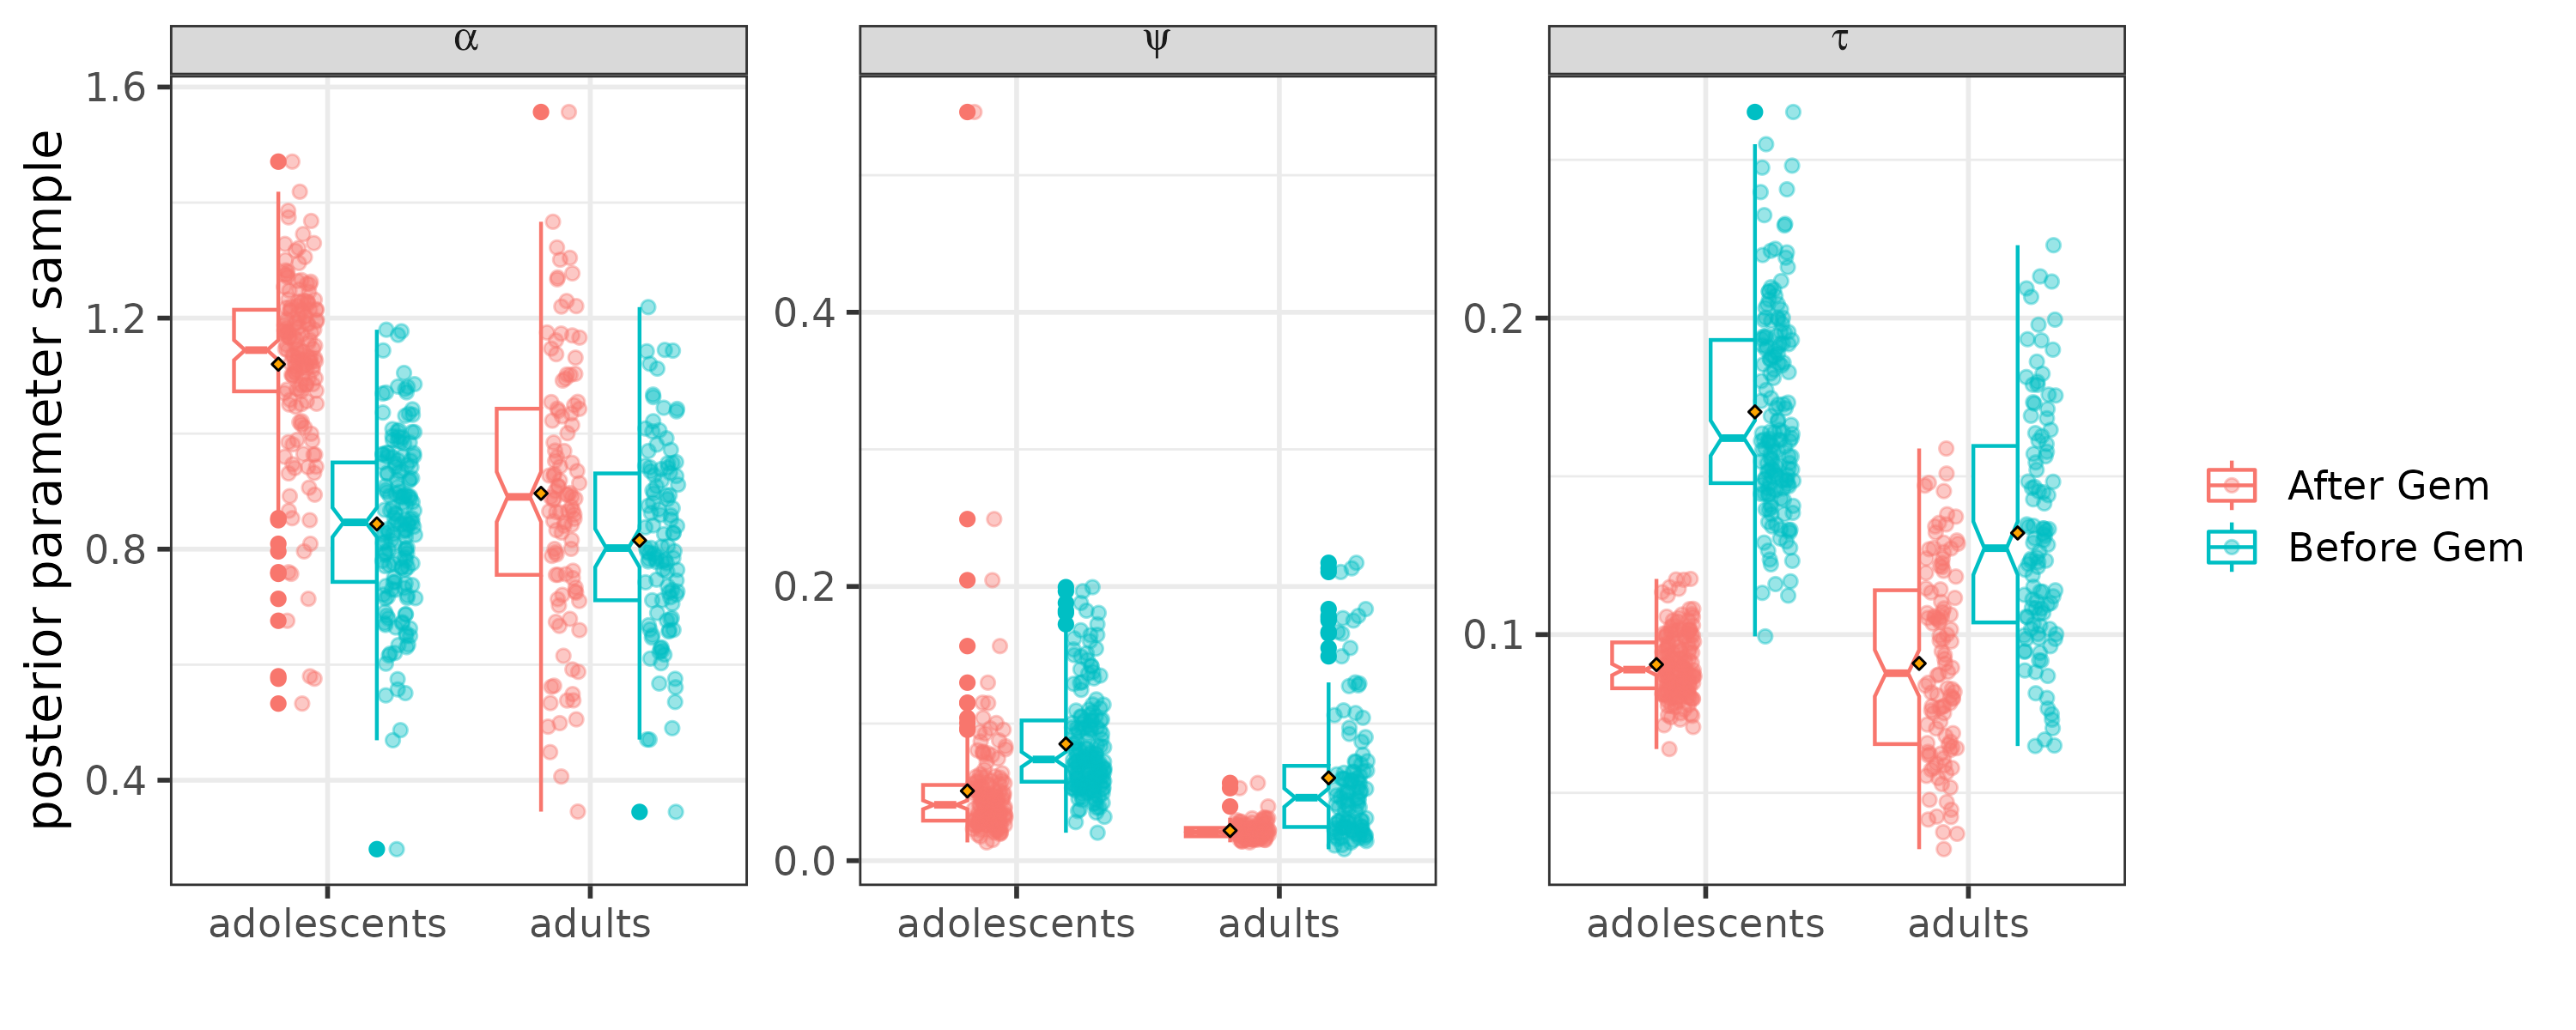 α
ψ
τ
posterior parameter sample
1.6
1.2
0.8
0.4
0.4
0.2
0.0
0.2
0.1
adolescents
adults
adolescents
adults
adolescents
adults
After Gem
Before Gem